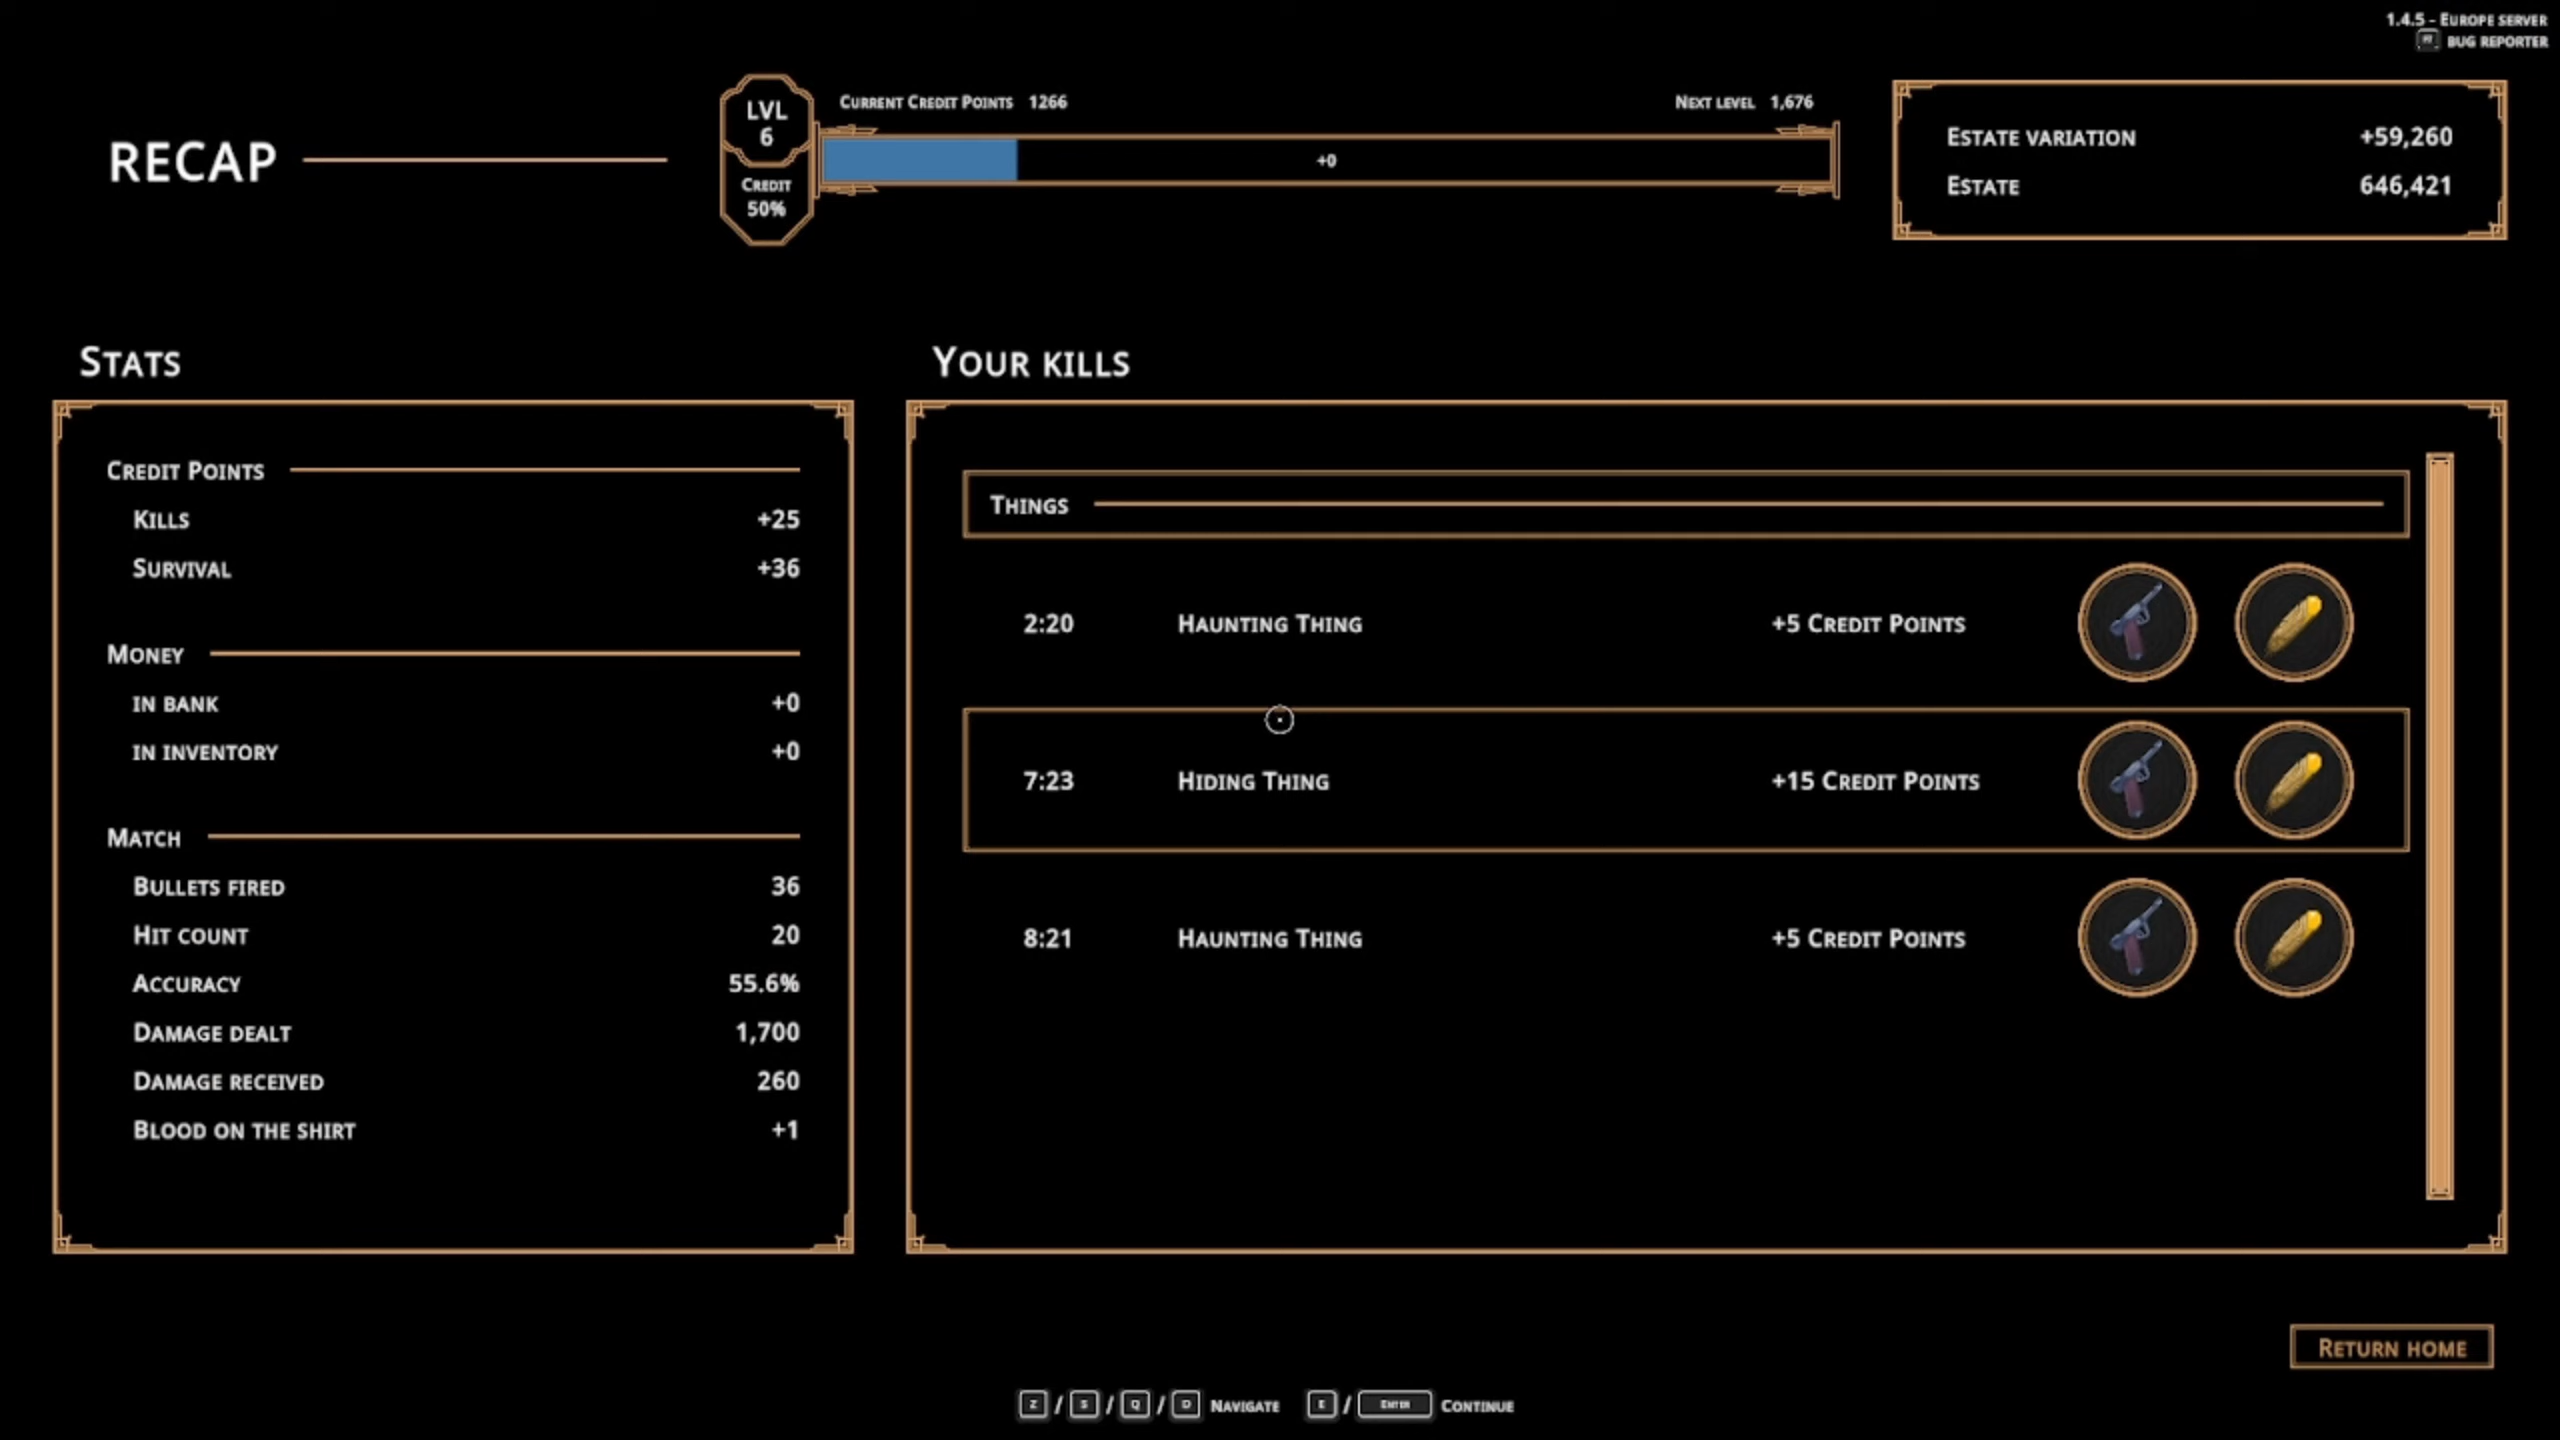 1.4.5 - Europe server
Bug reporter
RECAP
LVL
6
Credit
50%
Current Credit Points 1266
Next level 1,676
+0
Estate variation +59,260
Estate 646,421
Stats
Credit Points
Kills +25
Survival +36
Money
in bank +0
in inventory +0
Match
Bullets fired 36
Hit count 20
Accuracy 55.6%
Damage dealt 1,700
Damage received 260
Blood on the shirt +1
Your kills
Things
2:20 Haunting Thing +5 Credit Points
7:23 Hiding Thing +15 Credit Points
8:21 Haunting Thing +5 Credit Points
Return home
Z / S / Q / D Navigate E / Enter Continue